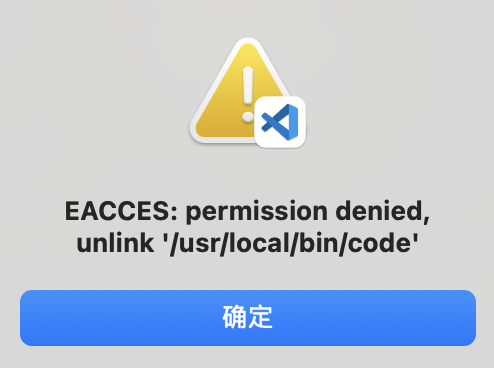 EACCES: permission denied,
unlink '/usr/local/bin/code'
确定